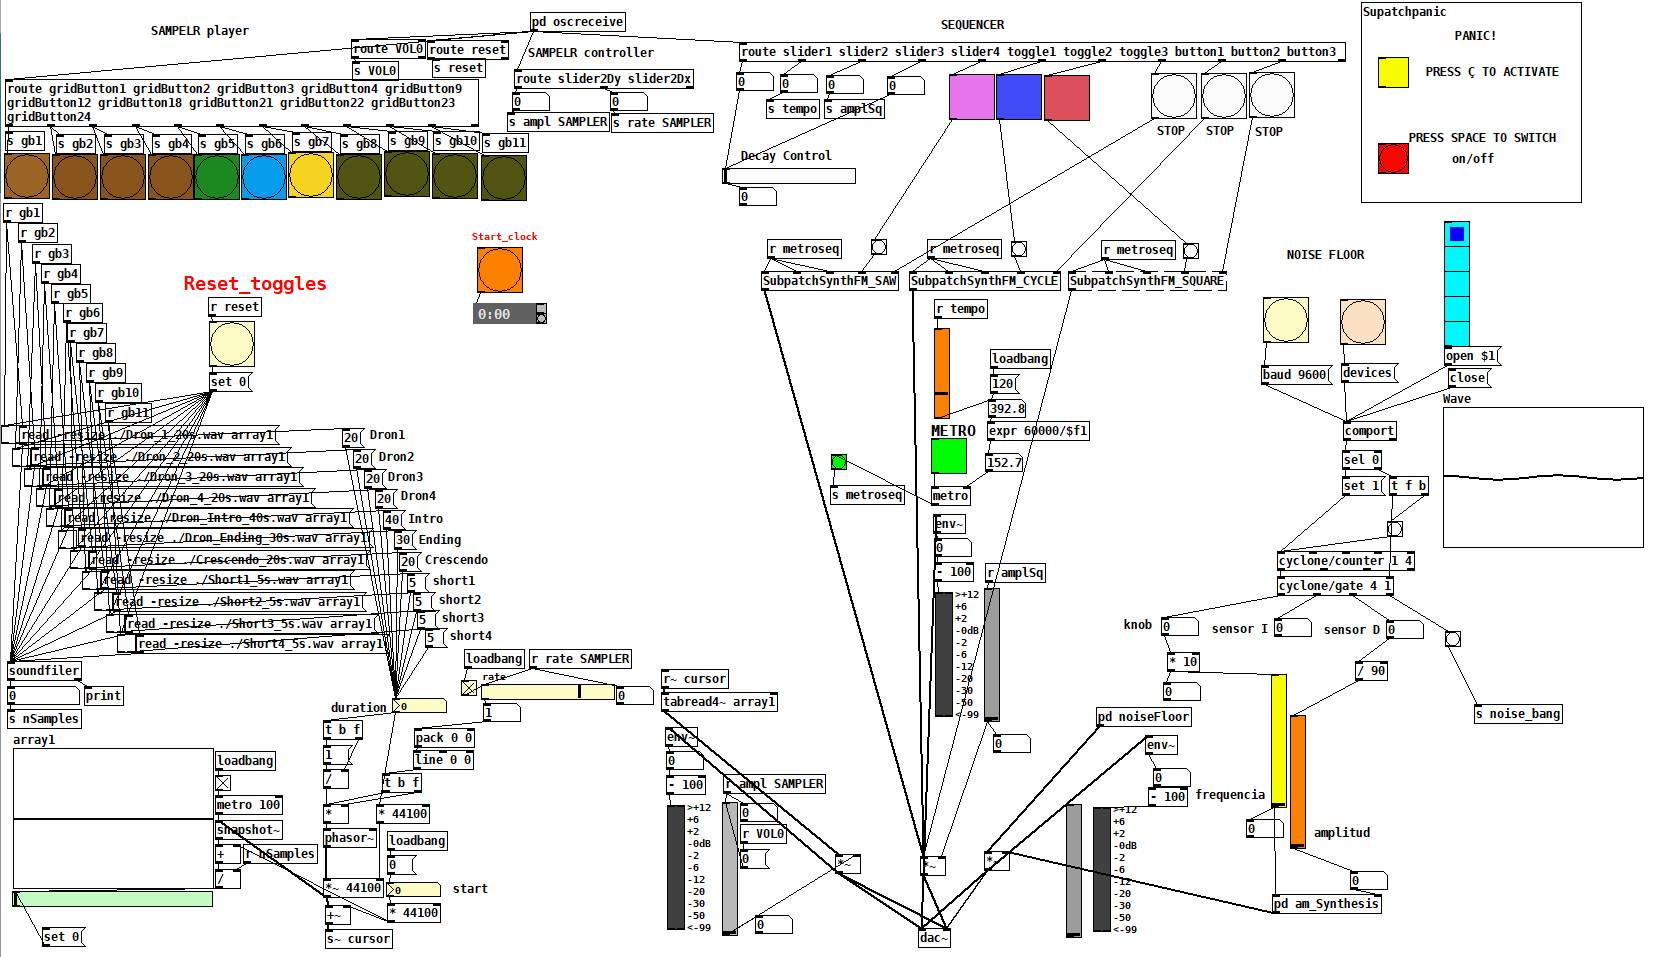 SAMPELR player
pd oscreceive
SEQUENCER
Supatchpanic
PANIC!
PRESS Ç TO ACTIVATE
PRESS SPACE TO SWITCH
on/off
route VOL0
route reset
s VOL0
s reset
SAMPELR controller
route slider2Dy slider2Dx
0
0
s ampl SAMPLER
s rate SAMPLER
route slider1 slider2 slider3 slider4 toggle1 toggle2 toggle3 button1 button2 button3
0
0
0
0
s tempo
s amplSq
STOP
STOP
STOP
Decay Control
0
route gridButton1 gridButton2 gridButton3 gridButton4 gridButton9
gridButton12 gridButton18 gridButton21 gridButton22 gridButton23
gridButton24
s gb1
s gb2
s gb3
s gb4
s gb5
s gb6
s gb7
s gb8
s gb9
s gb10
s gb11
r gb1
r gb2
r gb3
r gb4
r gb5
r gb6
r gb7
r gb8
r gb9
r gb10
r gb11
Start_clock
0:00
Reset_toggles
r reset
set 0
read -resize ./Dron_1_20s.wav array1
20
Dron1
read -resize ./Dron_2_20s.wav array1
20
Dron2
read -resize ./Dron_3_20s.wav array1
20
Dron3
read -resize ./Dron_4_20s.wav array1
20
Dron4
read -resize ./Dron_Intro_40s.wav array1
40
Intro
read -resize ./Dron_Ending_30s.wav array1
30
Ending
read -resize ./Crescendo_20s.wav array1
20
Crescendo
read -resize ./Short1_5s.wav array1
5
short1
read -resize ./Short2_5s.wav array1
5
short2
read -resize ./Short3_5s.wav array1
5
short3
read -resize ./Short4_5s.wav array1
5
short4
soundfiler
0
print
s nSamples
array1
loadbang
metro 100
snapshot~
+
r nSamples
/
set 0
loadbang
r rate SAMPLER
rate
0
1
duration
0
t b f
1
/
*
pack 0 0
line 0 0
t b f
* 44100
phasor~
loadbang
0
*~ 44100
0
start
* 44100
+~
s~ cursor
r~ cursor
tabread4~ array1
env~
0
- 100
r ampl SAMPLER
0
r VOL0
0
>+12
+6
+2
-0dB
-2
-6
-12
-20
-30
-50
<-99
0
*~
*~
*~
dac~
r metroseq
r metroseq
r metroseq
SubpatchSynthFM_SAW
SubpatchSynthFM_CYCLE
SubpatchSynthFM_SQUARE
r tempo
loadbang
120
392.8
expr 60000/$f1
152.7
METRO
metro
s metroseq
env~
0
- 100
r amplSq
>+12
+6
+2
-0dB
-2
-6
-12
-20
-30
-50
<-99
0
NOISE FLOOR
baud 9600
devices
open $1
close
comport
sel 0
set 1
t f b
Wave
cyclone/counter 1 4
cyclone/gate 4 1
knob
0
sensor I
0
sensor D
0
* 10
0
/ 90
s noise_bang
pd noiseFloor
env~
0
- 100
frequencia
0
>+12
+6
+2
-0dB
-2
-6
-12
-20
-30
-50
<-99
amplitud
0
pd am_Synthesis